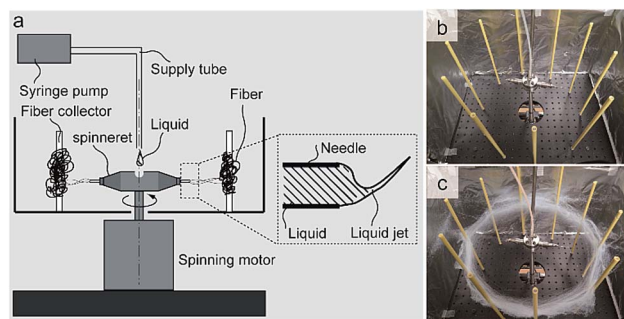 a
Supply tube
Syringe pump
Fiber collector
Fiber
spinneret
Liquid
Needle
Liquid
Liquid jet
Spinning motor
b
c